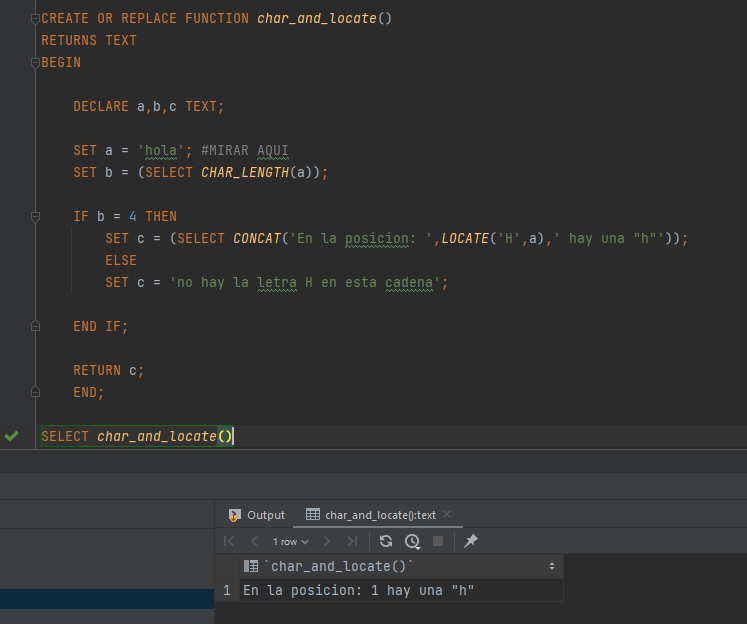 CREATE OR REPLACE FUNCTION char_and_locate()
RETURNS TEXT
BEGIN
DECLARE a,b,c TEXT;
SET a = 'hola'; #MIRAR AQUI
SET b = (SELECT CHAR_LENGTH(a));
IF b = 4 THEN
SET c = (SELECT CONCAT('En la posicion: ',LOCATE('H',a),' hay una "h"'));
ELSE
SET c = 'no hay la letra H en esta cadena';
END IF;
RETURN c;
END;
SELECT char_and_locate()
Output char_and_locate():text
1 row
`char_and_locate()`
1 En la posicion: 1 hay una "h"